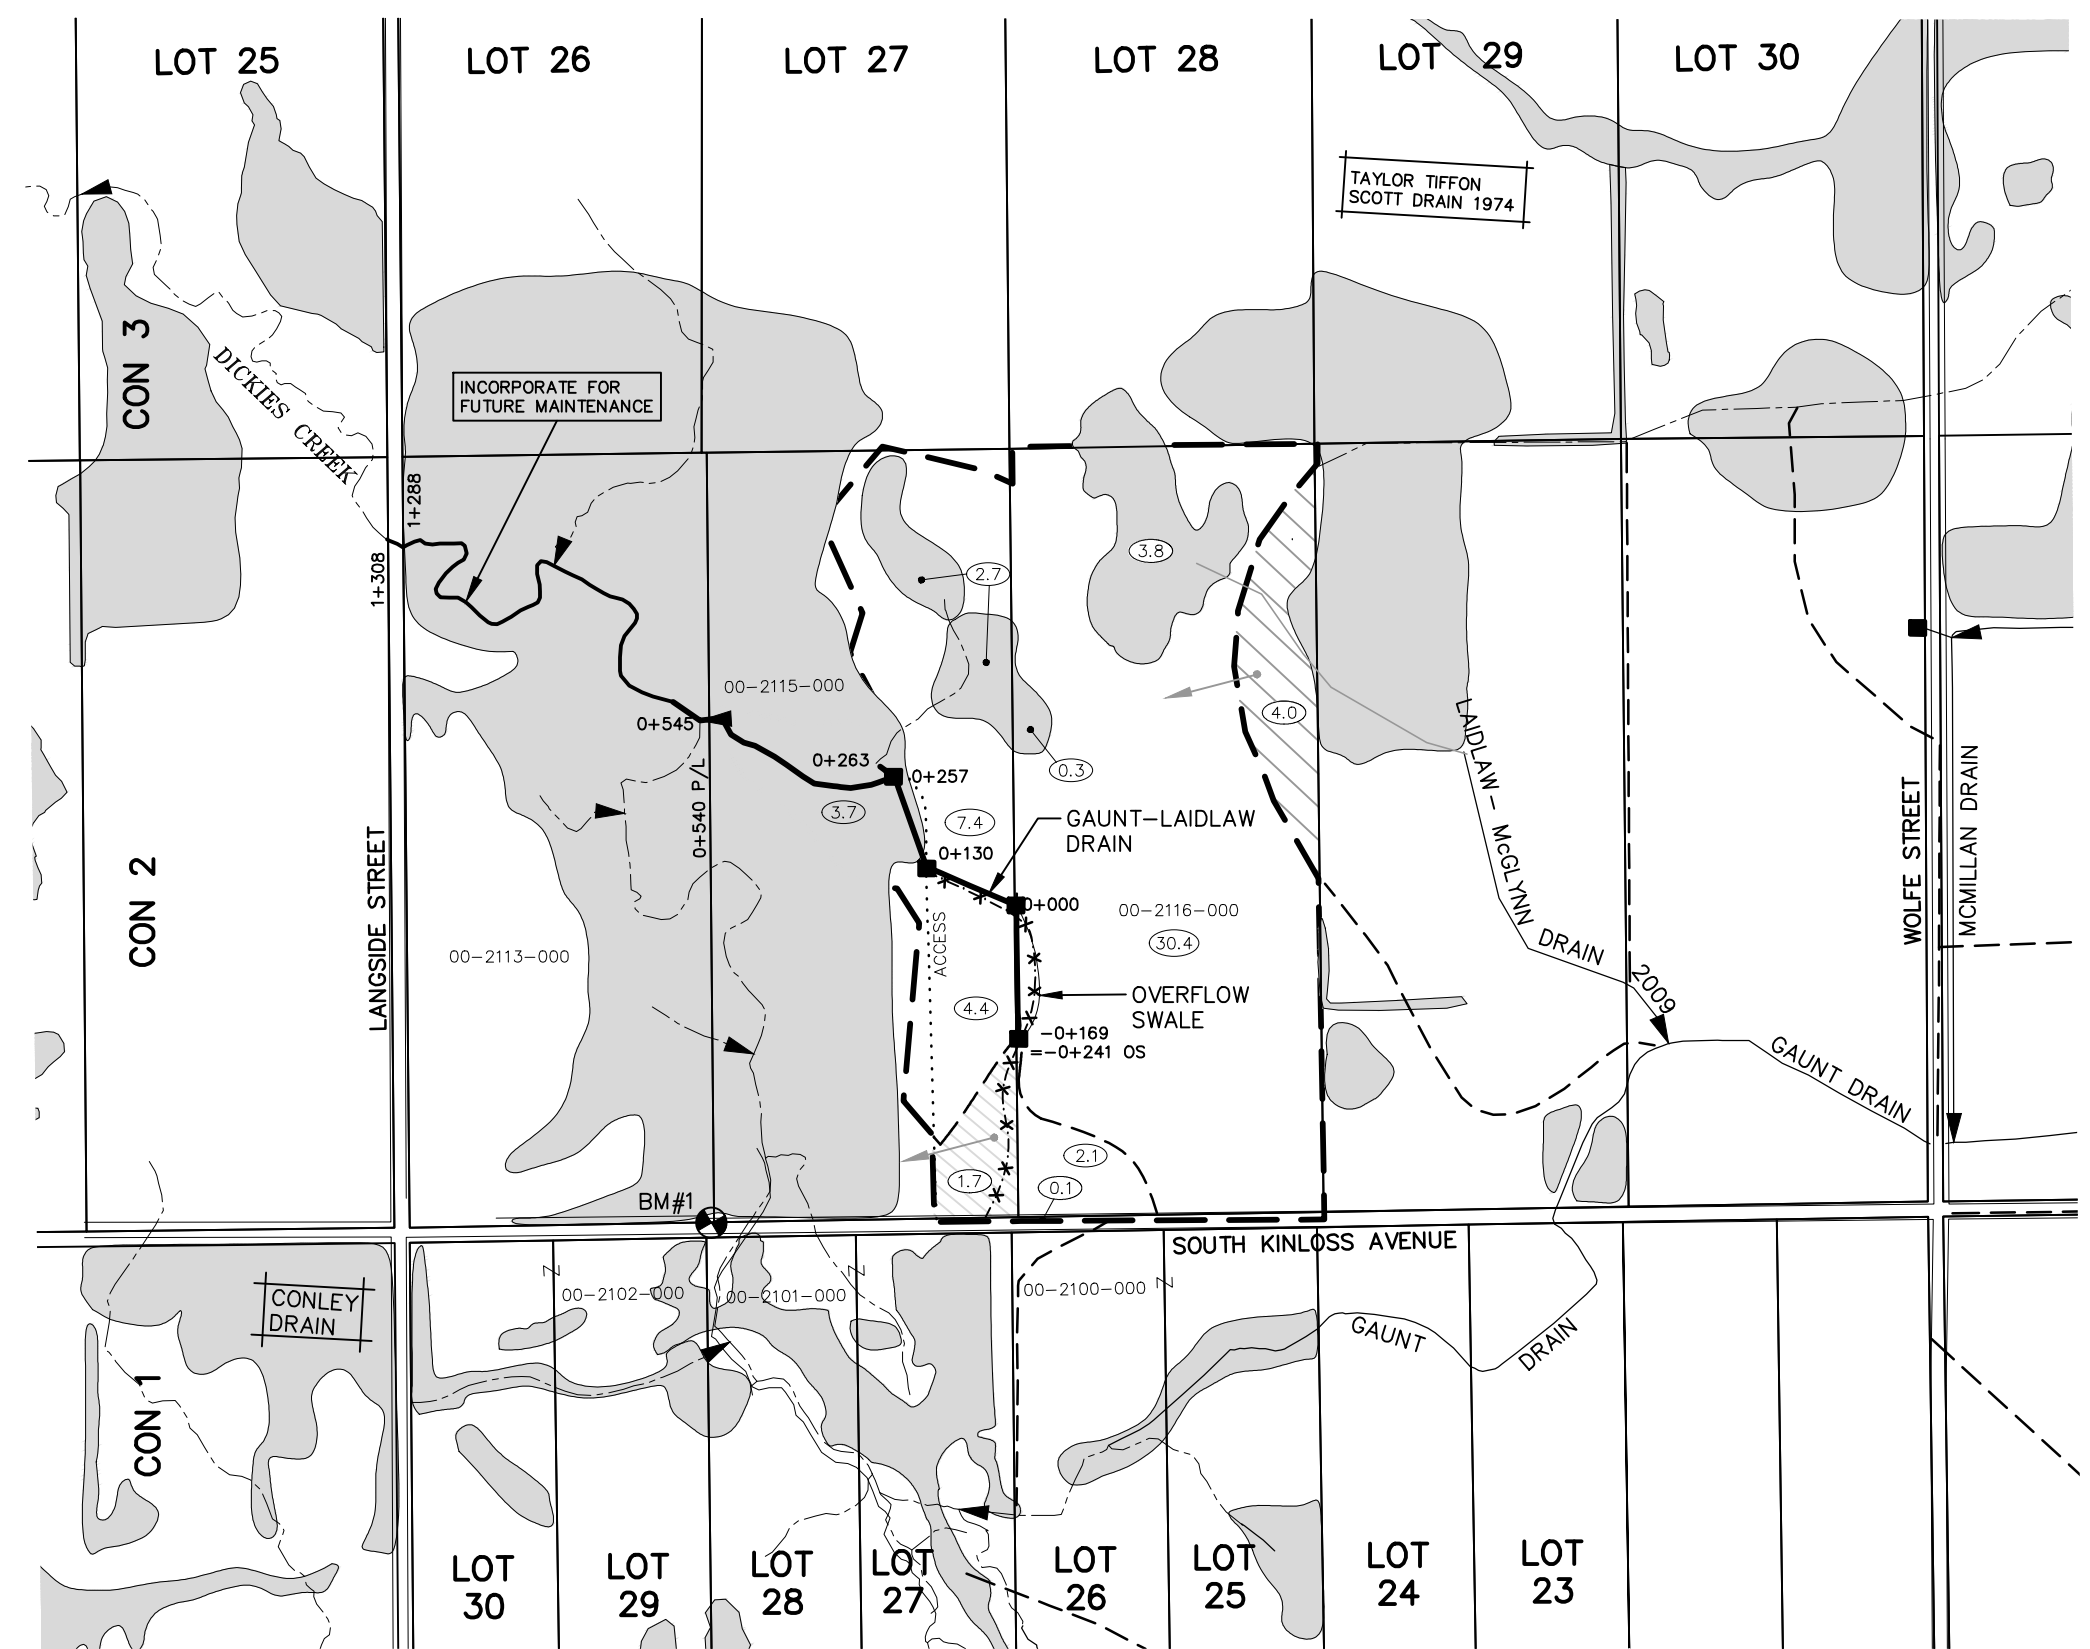 LOT 25
LOT 26
LOT 27
LOT 28
LOT 29
LOT 30
TAYLOR TIFFON
SCOTT DRAIN 1974
CON 3
DICKIES CREEK
INCORPORATE FOR
FUTURE MAINTENANCE
1+288
1+308
3.8
2.7
00-2115-000
0+545
4.0
0+263
0+257
0.3
0+540 P/L
3.7
7.4
GAUNT-LAIDLAW
DRAIN
0+130
LAIDLAW- McGLYNN DRAIN 2009
WOLFE STREET
MCMILLAN DRAIN
CON 2
LANGSIDE STREET
0+000
00-2116-000
30.4
ACCESS
00-2113-000
4.4
OVERFLOW
SWALE
-0+169
=-0+241 OS
GAUNT DRAIN
2.1
1.7
0.1
BM#1
SOUTH KINLOSS AVENUE
CONLEY
DRAIN
Z
00-2102-000
00-2101-000
Z
00-2100-000
Z
GAUNT DRAIN
CON 1
LOT
30
LOT
29
LOT
28
LOT
27
LOT
26
LOT
25
LOT
24
LOT
23